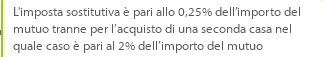 L'imposta sostitutiva è pari allo 0,25% dell'importo del
mutuo tranne per l'acquisto di una seconda casa nel
quale caso è pari al 2% dell'importo del mutuo